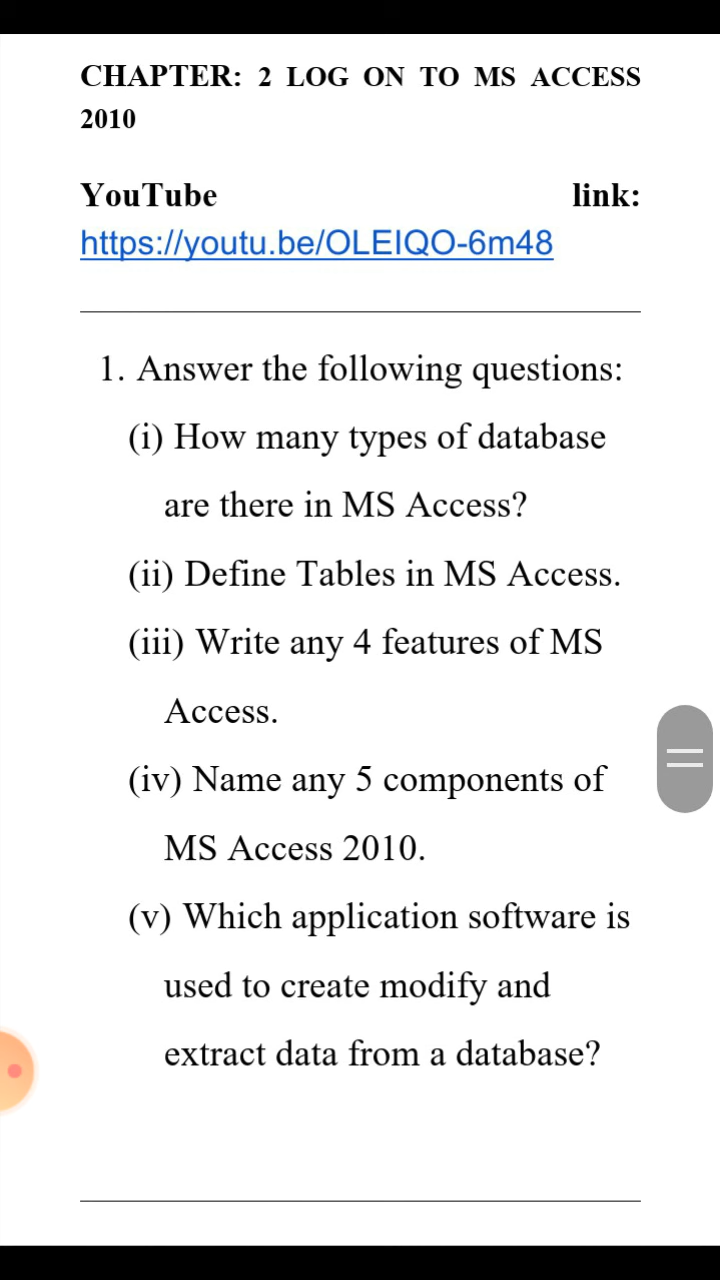 CHAPTER: 2 LOG ON TO MS ACCESS
2010
YouTube link:
https://youtu.be/OLEIQO-6m48
1. Answer the following questions:
(i) How many types of database
are there in MS Access?
(ii) Define Tables in MS Access.
(iii) Write any 4 features of MS
Access.
(iv) Name any 5 components of
MS Access 2010.
(v) Which application software is
used to create modify and
extract data from a database?